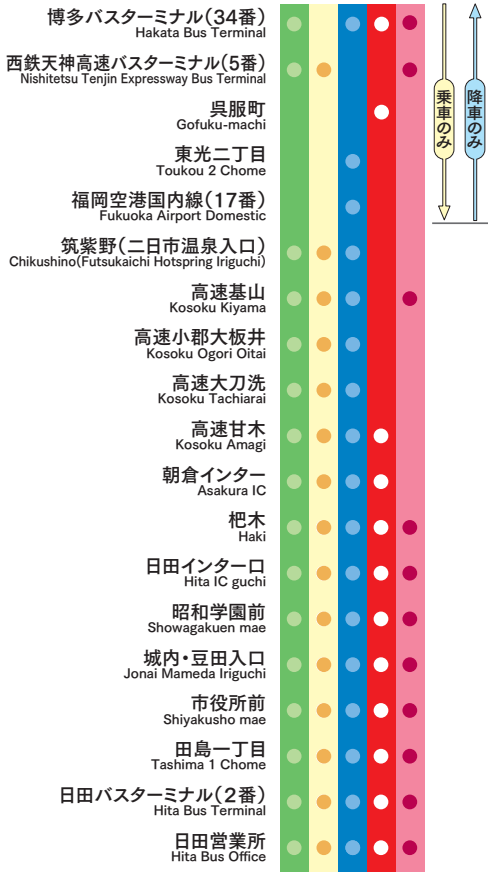 博多バスターミナル(34番)
Hakata Bus Terminal
西鉄天神高速バスターミナル(5番)
Nishitetsu Tenjin Expressway Bus Terminal
呉服町
Gofuku-machi
東光二丁目
Toukou 2 Chome
福岡空港国内線(17番)
Fukuoka Airport Domestic
筑紫野(二日市温泉入口)
Chikushino(Futsukaichi Hotspring Iriguchi)
高速基山
Kosoku Kiyama
高速小郡大板井
Kosoku Ogori Oitai
高速大刀洗
Kosoku Tachiarai
高速甘木
Kosoku Amagi
朝倉インター
Asakura IC
杷木
Haki
日田インター口
Hita IC guchi
昭和学園前
Showagakuen mae
城内・豆田入口
Jonai Mameda Iriguchi
市役所前
Shiyakusho mae
田島一丁目
Tashima 1 Chome
日田バスターミナル(2番)
Hita Bus Terminal
日田営業所
Hita Bus Office
乗車のみ
降車のみ